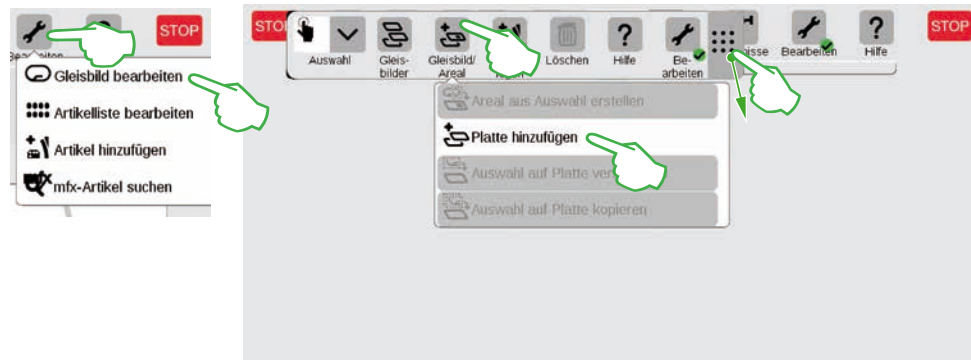 STOP
Gleisbild bearbeiten
Artikelliste bearbeiten
Artikel hinzufügen
mfx-Artikel suchen
STOP
Auswahl
Gleis-
bilder
Gleisbild/
Areal
Löschen
Hilfe
Be-
arbeiten
Bearbeiten
Hilfe
STOP
Areal aus Auswahl erstellen
Platte hinzufügen
Auswahl auf Platte
Auswahl auf Platte kopieren